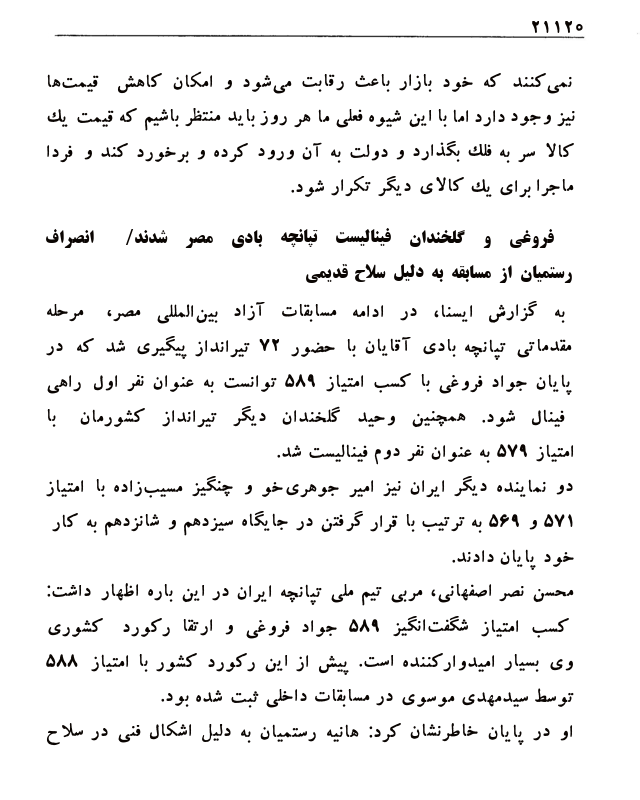 ۲۱۱۲۰
نمی‌کنند که خود بازار باعث رقابت می‌شود و امکان کاهش قیمت‌ها
نیز وجود دارد اما با این شیوه فعلی ما هر روز باید منتظر باشیم که قیمت یك
کالا سر به فلك بگذارد و دولت به آن ورود کرده و برخورد کند و فردا
ماجرا برای یك کالای دیگر تکرار شود.
فروغی و گلخندان فینالیست تپانچه بادی مصر شدند/ انصراف
رستمیان از مسابقه به دلیل سلاح قدیمی
به گزارش ایسنا، در ادامه مسابقات آزاد بین‌المللی مصر، مرحله
مقدماتی تپانچه بادی آقایان با حضور ۷۲ تیرانداز پیگیری شد که در
پایان جواد فروغی با کسب امتیاز ۵۸۹ توانست به عنوان نفر اول راهی
فینال شود. همچنین وحید گلخندان دیگر تیرانداز کشورمان با
امتیاز ۵۷۹ به عنوان نفر دوم فینالیست شد.
دو نماینده دیگر ایران نیز امیر جوهری‌خو و چنگیز مسیب‌زاده با امتیاز
۵۷۱ و ۵۶۹ به ترتیب با قرار گرفتن در جایگاه سیزدهم و شانزدهم به کار
خود پایان دادند.
محسن نصر اصفهانی، مربی تیم ملی تپانچه ایران در این باره اظهار داشت:
کسب امتیاز شگفت‌انگیز ۵۸۹ جواد فروغی و ارتقا رکورد کشوری
وی بسیار امیدوارکننده است. پیش از این رکورد کشور با امتیاز ۵۸۸
توسط سیدمهدی موسوی در مسابقات داخلی ثبت شده بود.
او در پایان خاطرنشان کرد: هانیه رستمیان به دلیل اشکال فنی در سلاح